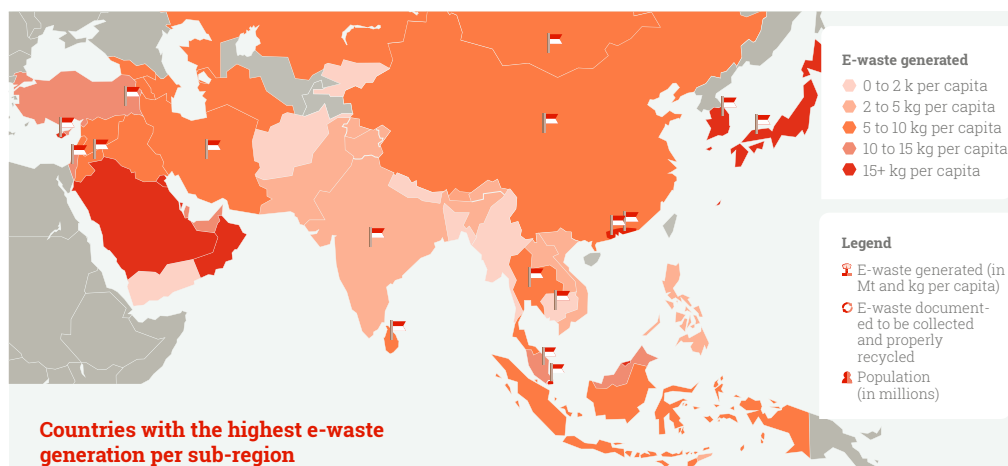 E-waste generated
0 to 2 k per capita
2 to 5 kg per capita
5 to 10 kg per capita
10 to 15 kg per capita
15+ kg per capita
Legend
E-waste generated (in
Mt and kg per capita)
E-waste document-
ed to be collected
and properly
recycled
Population
(in millions)
Countries with the highest e-waste
generation per sub-region